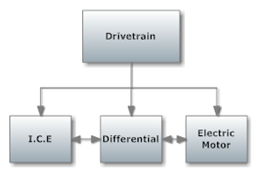 Drivetrain
I.C.E
Differential
Electric
Motor